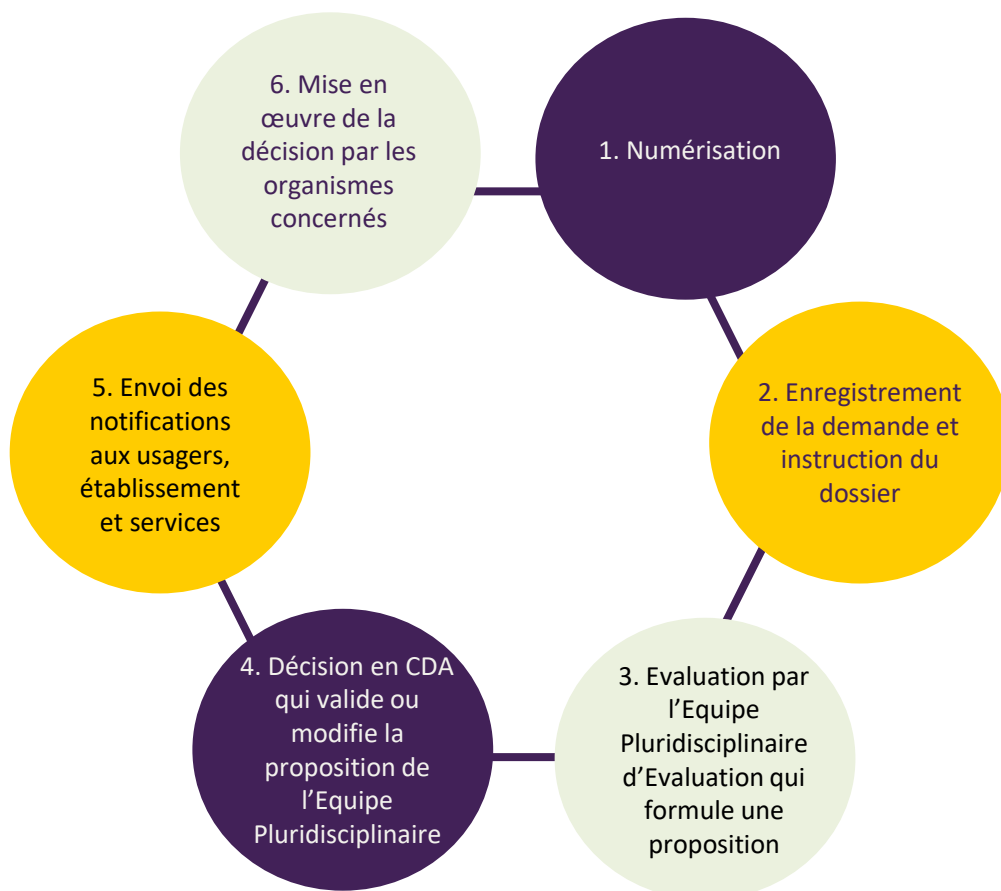 1. Numérisation
2. Enregistrement
de la demande et
instruction du
dossier
3. Evaluation par
l’Equipe
Pluridisciplinaire
d’Evaluation qui
formule une
proposition
4. Décision en CDA
qui valide ou
modifie la
proposition de
l’Equipe
Pluridisciplinaire
5. Envoi des
notifications
aux usagers,
établissement
et services
6. Mise en
œuvre de la
décision par les
organismes
concernés